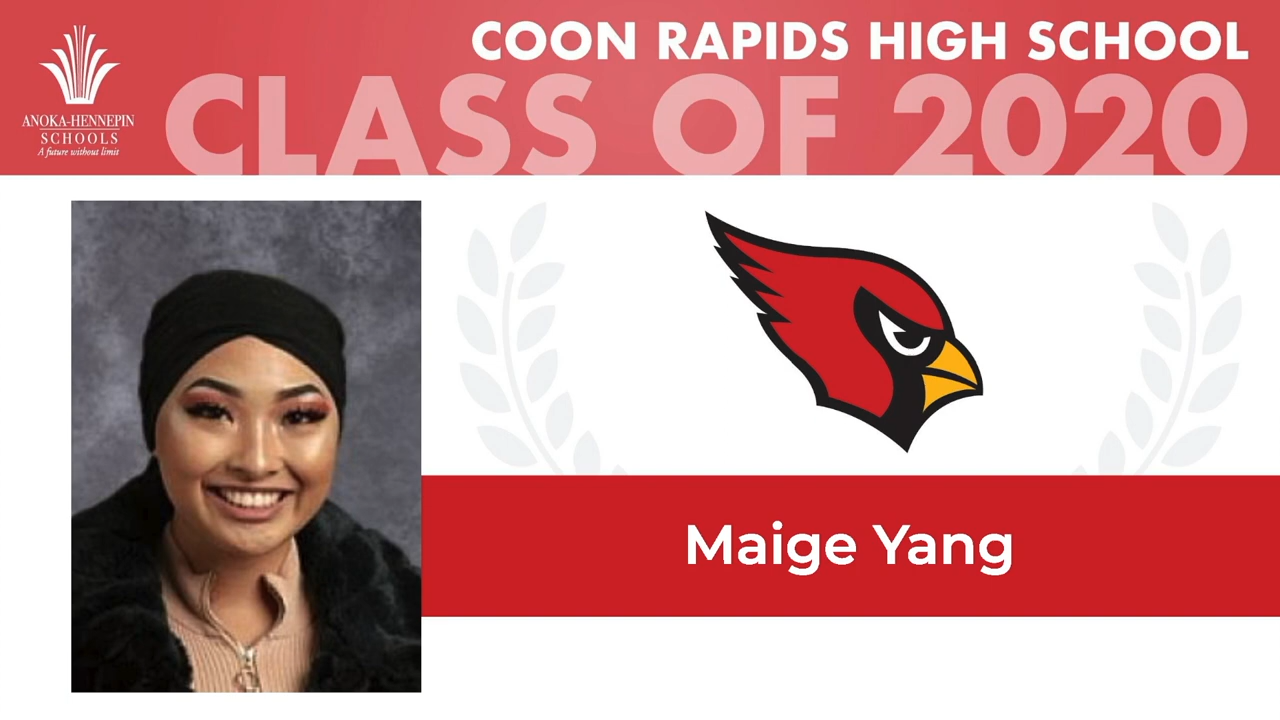 COON RAPIDS HIGH SCHOOL
CLASS OF 2020
ANOKA-HENNEPIN
SCHOOLS
A future without limit
Maige Yang